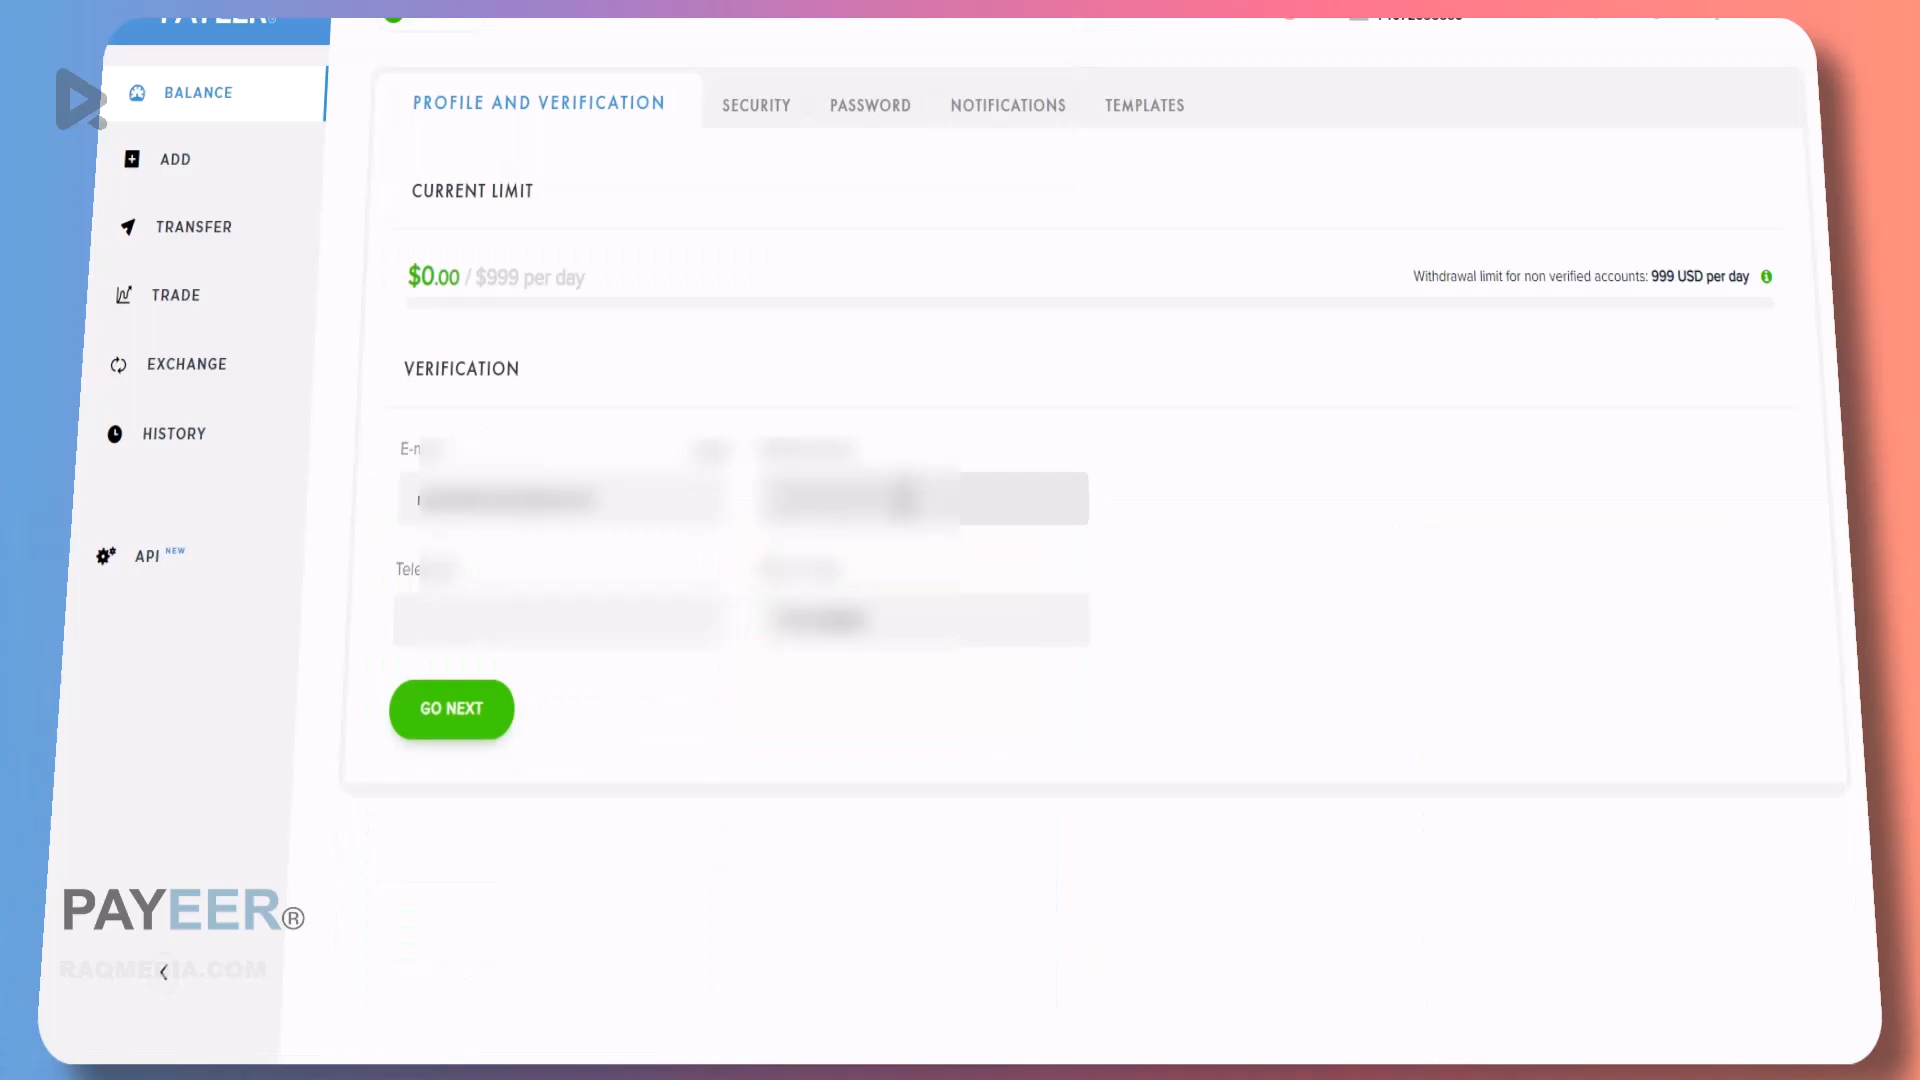 PAYEER®
BALANCE
ADD
TRANSFER
TRADE
EXCHANGE
HISTORY
API NEW
PROFILE AND VERIFICATION
SECURITY
PASSWORD
NOTIFICATIONS
TEMPLATES
CURRENT LIMIT
$0.00 / $999 per day
Withdrawal limit for non verified accounts: 999 USD per day
VERIFICATION
GO NEXT
PAYEER®
RAQMEDIA.COM